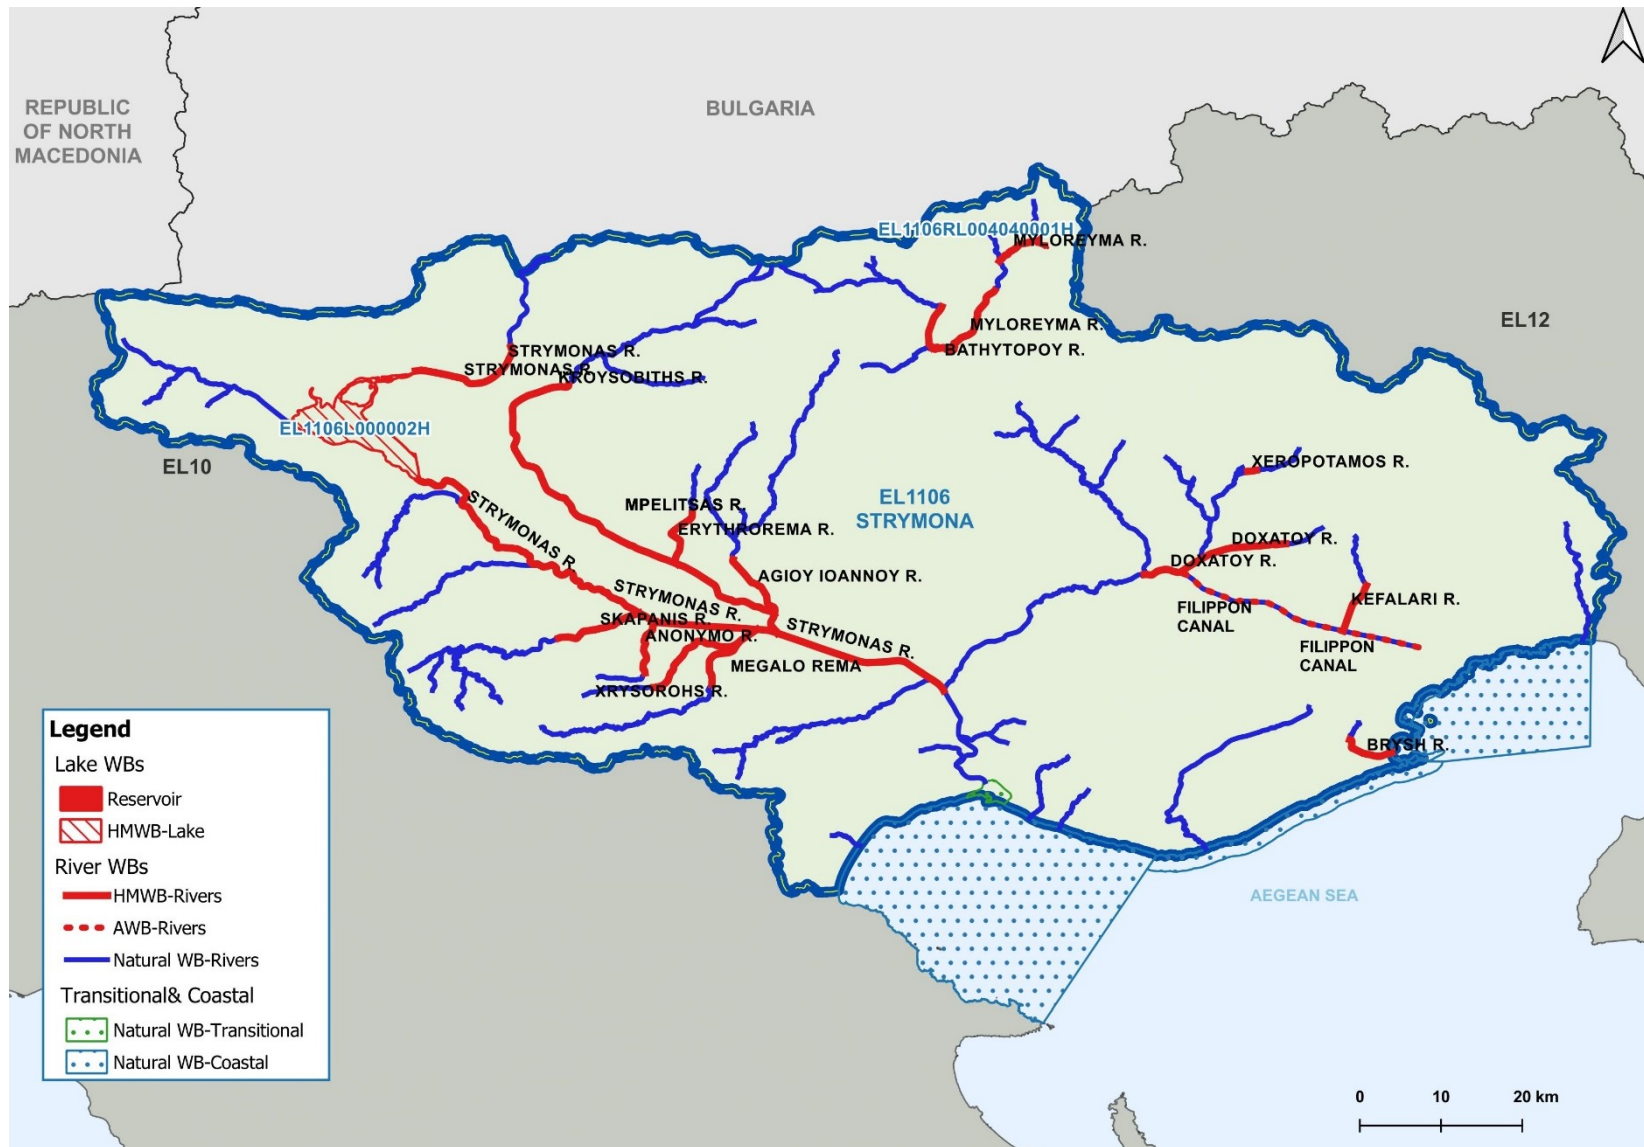 REPUBLIC
OF NORTH
MACEDONIA
BULGARIA
EL1106RL004040001H
MYLOREYMA R.
EL12
MYLOREYMA R.
BATHYTOPOY R.
STRYMONAS R.
STRYMONAS R.
KROYSOBITHS R.
EL1106L000002H
EL10
XEROPOTAMOS R.
STRYMONAS R.
MPELITSAS R.
EL1106
STRYMONA
ERYTHROREMA R.
DOXATOY R.
DOXATOY R.
AGIOY IOANNOY R.
STRYMONAS R.
KEFALARI R.
FILIPPON
CANAL
SKAPANIS R.
STRYMONAS R.
ANONYMO R.
FILIPPON
CANAL
MEGALO REMA
XRYSOROHS R.
BRYSH R.
AEGEAN SEA
Legend
Lake WBs
Reservoir
HMWB-Lake
River WBs
HMWB-Rivers
AWB-Rivers
Natural WB-Rivers
Transitional& Coastal
Natural WB-Transitional
Natural WB-Coastal
0 10 20 km